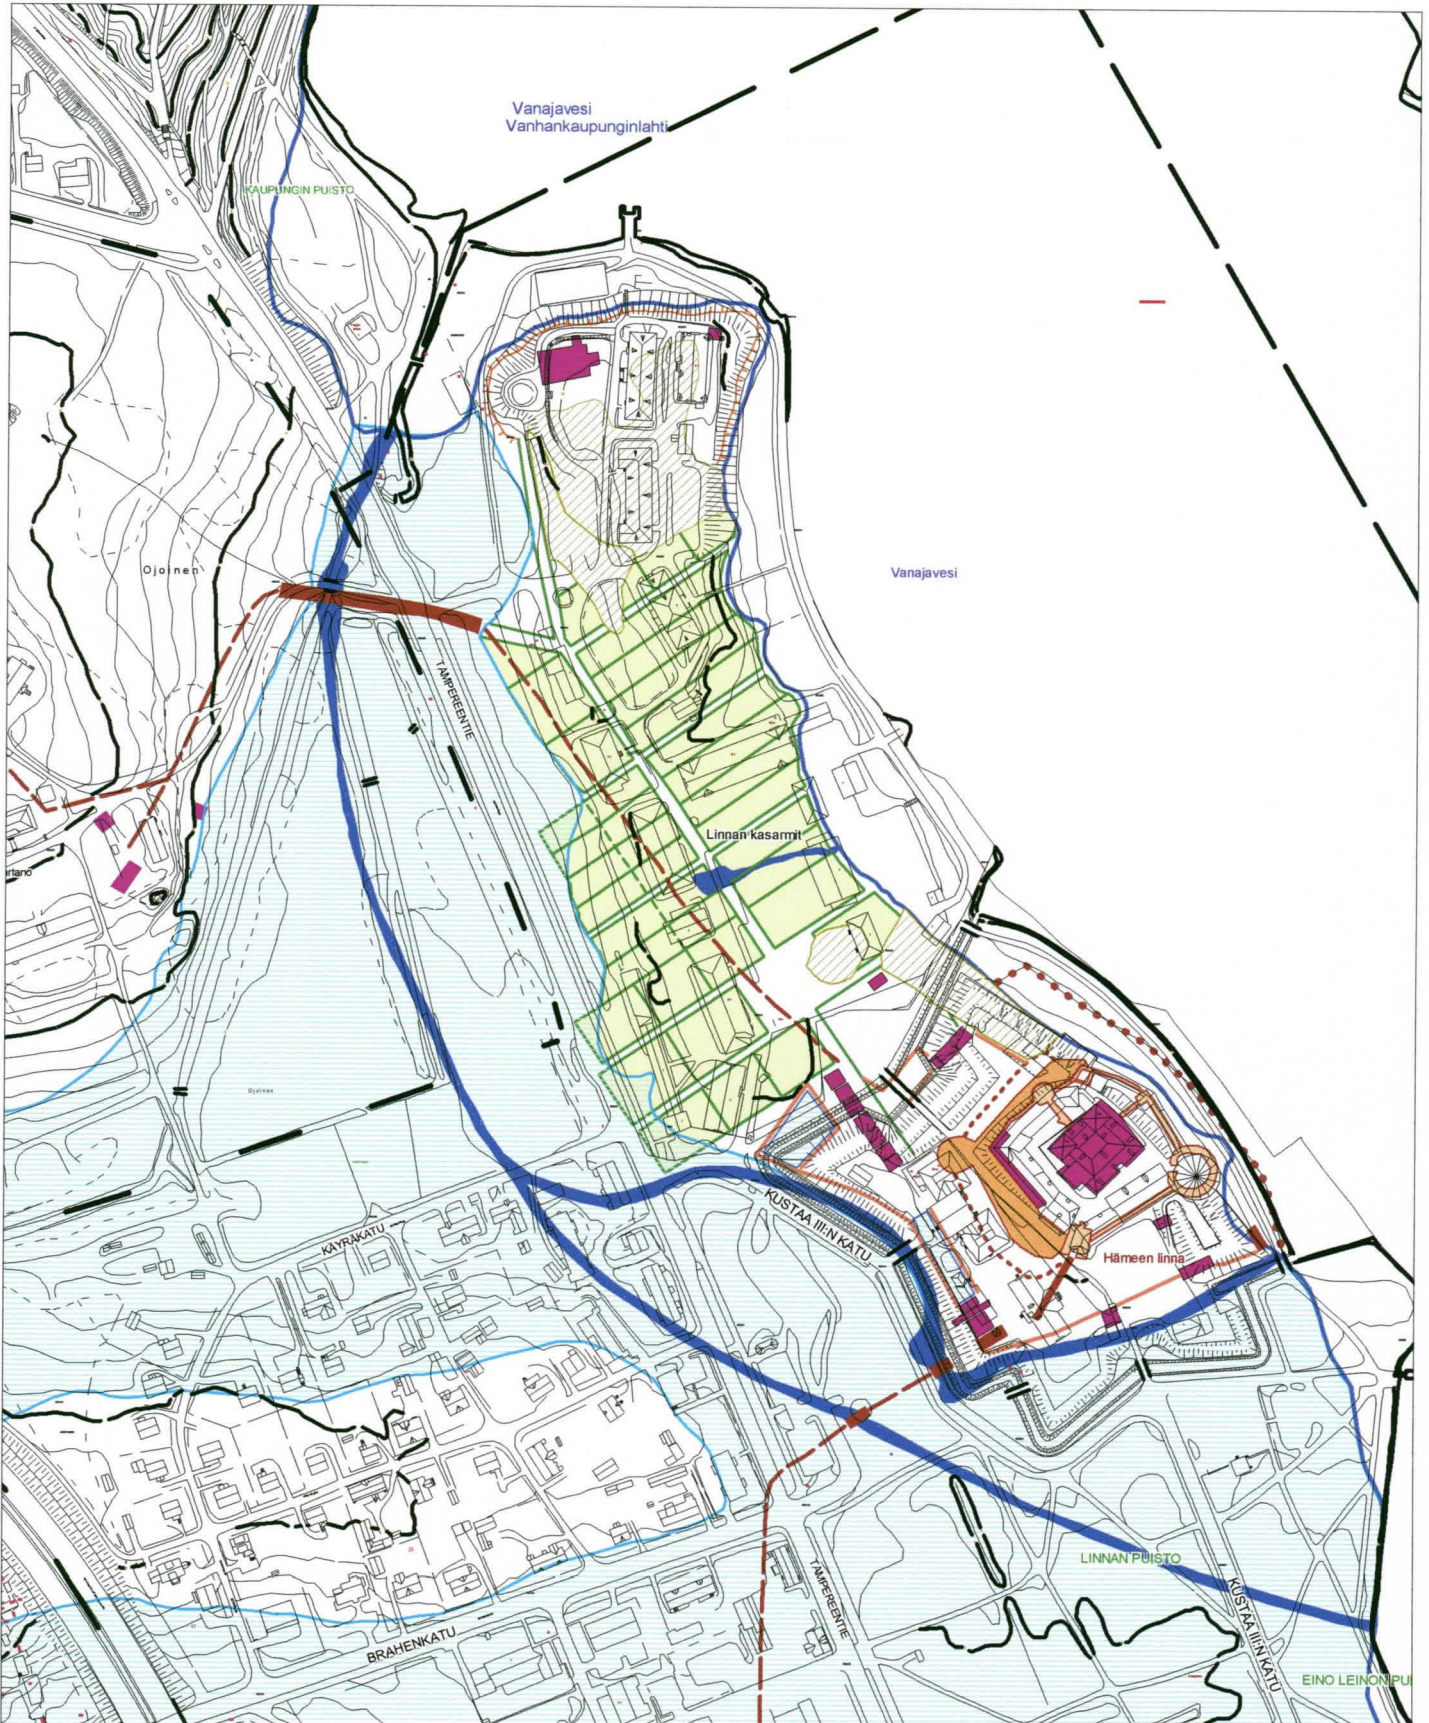 Vanajavesi
Vanhankaupunginlahti
KAUPUNGIN PUISTO
Ojoinen
Vanajavesi
TAMPEREENTIE
Linnan kasarmit
rtano
Ojoinen
KUSTAA III:N KATU
KÄYRÄKATU
Hämeen linna
LINNAN PUISTO
TAMPEREENTIE
KUSTAA III:N KATU
BRAHENKATU
EINO LEINON PUI